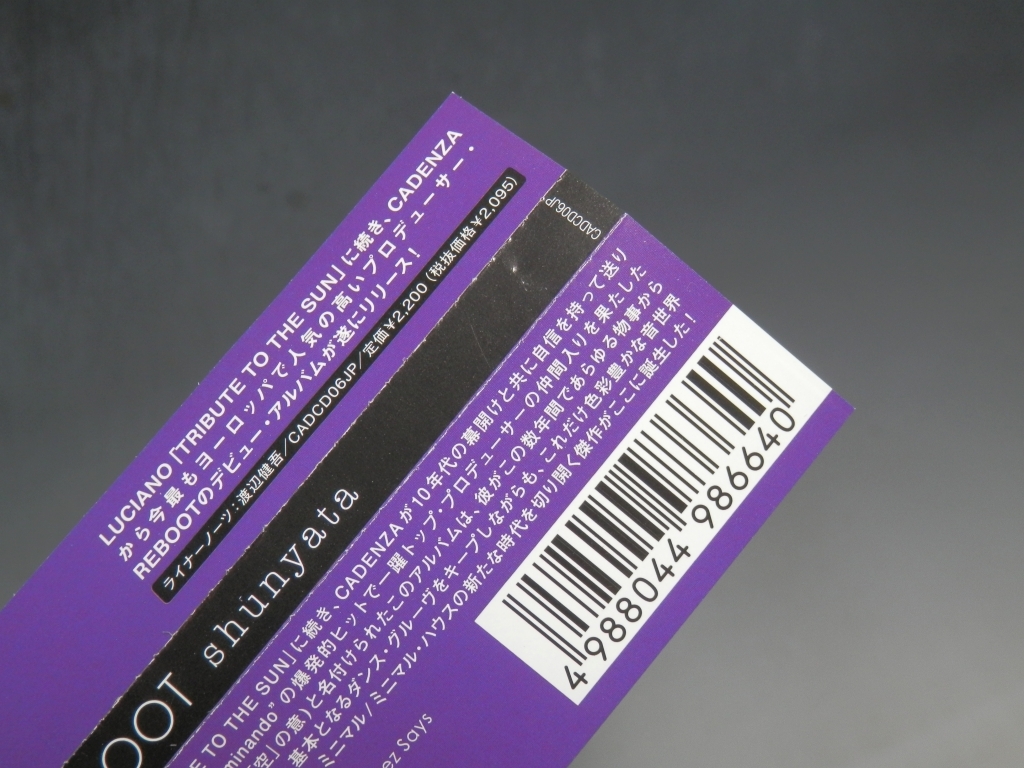 LUCIANO「TRIBUTE TO THE SUN」に続き、CADENZA
から今最もヨーロッパで人気の高いプロデューサー・
REBOOTのデビュー・アルバムが遂にリリース!
ライナーノーツ:渡辺健吾/CADCD06JP/定価¥2,200(税抜価格¥2,095)
CADCD06JP
OOT shunyata
E TO THE SUN」に続き、CADENZAが10年代の幕開けと共に自信を持って送り
minando"の爆発的ヒットで一躍トップ・プロデューサーの仲間入りを果たした
空」の意)と名付けられたこのアルバムは、彼がこの数年間であらゆる物事から
基本となるダンス・グルーヴをキープしながらも、これだけ色彩豊かな音世界
ミニマル/ミニマル・ハウスの新たな時代を切り開く傑作がここに誕生した!
ez Says
4 988044 986640